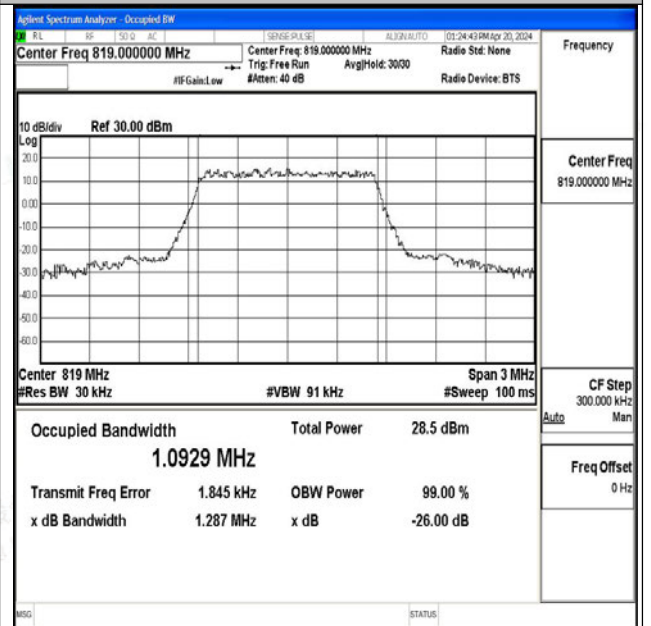 Agilent Spectrum Analyzer - Occupied BW
RL RF 50 Ω AC SENSE:PULSE ALIGNAUTO 01:24:43 PM Apr 20, 2024
Center Freq 819.000000 MHz
Center Freq: 819.000000 MHz
Radio Std: None
Trig: Free Run Avg|Hold: 30/30
#IFGain:Low
#Atten: 40 dB
Radio Device: BTS
10 dB/div Ref 30.00 dBm
Log
20.0
10.0
0.00
-10.0
-20.0
-30.0
-40.0
-50.0
-60.0
Center 819 MHz Span 3 MHz
#Res BW 30 kHz #VBW 91 kHz #Sweep 100 ms
Occupied Bandwidth Total Power 28.5 dBm
1.0929 MHz
Transmit Freq Error 1.845 kHz OBW Power 99.00 %
x dB Bandwidth 1.287 MHz x dB -26.00 dB
Frequency
Center Freq
819.000000 MHz
CF Step
300.000 kHz
Auto Man
Freq Offset
0 Hz
MSG STATUS